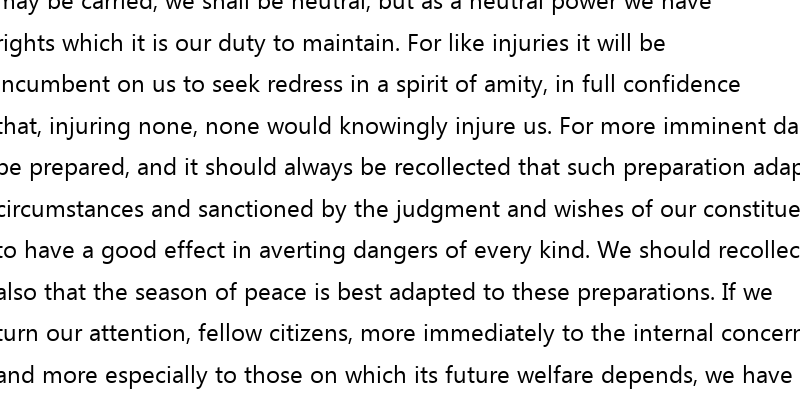 may be carried, we shall be neutral, but as a neutral power we have
rights which it is our duty to maintain. For like injuries it will be
incumbent on us to seek redress in a spirit of amity, in full confidence
that, injuring none, none would knowingly injure us. For more imminent da
be prepared, and it should always be recollected that such preparation adap
circumstances and sanctioned by the judgment and wishes of our constitue
to have a good effect in averting dangers of every kind. We should recollec
also that the season of peace is best adapted to these preparations. If we
turn our attention, fellow citizens, more immediately to the internal concern
and more especially to those on which its future welfare depends, we have